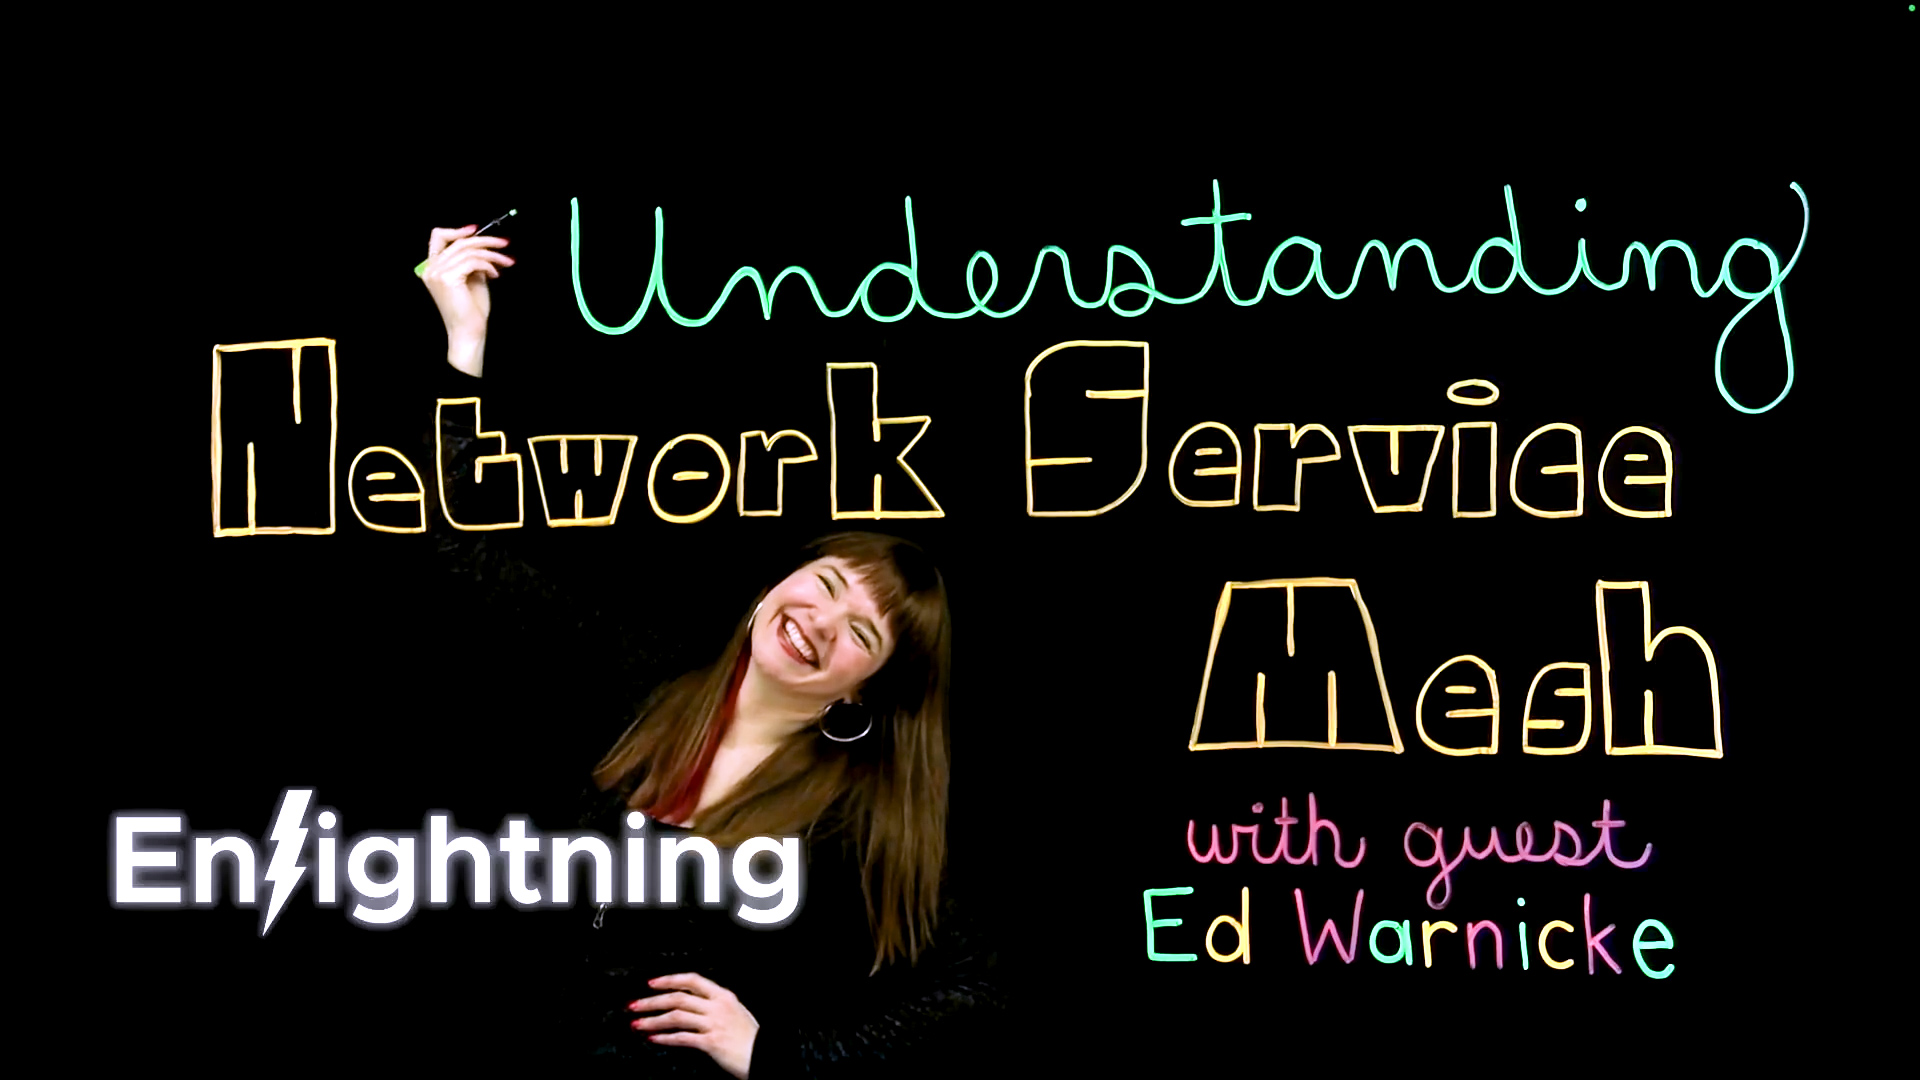 Understanding
Network Service
Mesh
with guest
Ed Warnicke
Enlightning